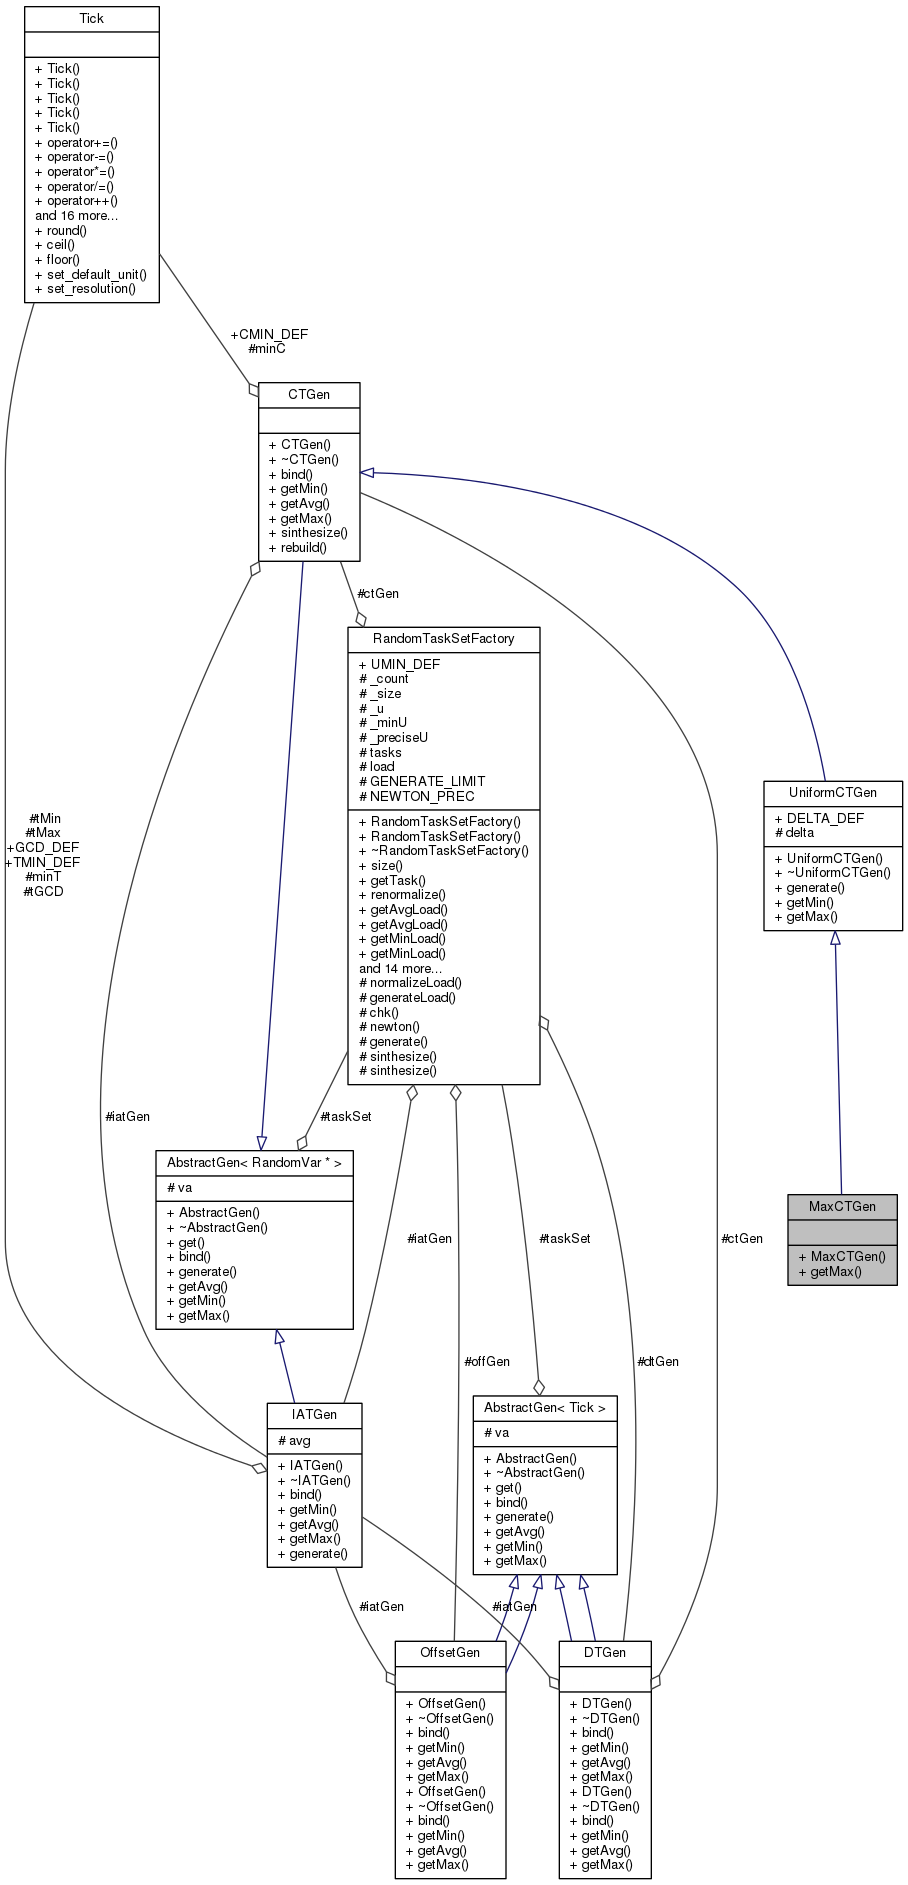 Tick
+ Tick()
+ Tick()
+ Tick()
+ Tick()
+ Tick()
+ operator+=()
+ operator-=()
+ operator*=()
+ operator/=()
+ operator++()
and 16 more...
+ round()
+ ceil()
+ floor()
+ set_default_unit()
+ set_resolution()
+CMIN_DEF
#minC
CTGen
+ CTGen()
+ ~CTGen()
+ bind()
+ getMin()
+ getAvg()
+ getMax()
+ sinthesize()
+ rebuild()
#ctGen
RandomTaskSetFactory
+ UMIN_DEF
# _count
# _size
# _u
# _minU
# _preciseU
# tasks
# load
# GENERATE_LIMIT
# NEWTON_PREC
+ RandomTaskSetFactory()
+ RandomTaskSetFactory()
+ ~RandomTaskSetFactory()
+ size()
+ getTask()
+ renormalize()
+ getAvgLoad()
+ getAvgLoad()
+ getMinLoad()
+ getMinLoad()
and 14 more...
# normalizeLoad()
# generateLoad()
# chk()
# newton()
# generate()
# sinthesize()
# sinthesize()
UniformCTGen
+ DELTA_DEF
# delta
+ UniformCTGen()
+ ~UniformCTGen()
+ generate()
+ getMin()
+ getMax()
#tMin
#tMax
+GCD_DEF
+TMIN_DEF
#minT
#tGCD
#iatGen
#taskSet
AbstractGen< RandomVar * >
# va
+ AbstractGen()
+ ~AbstractGen()
+ get()
+ bind()
+ generate()
+ getAvg()
+ getMin()
+ getMax()
#iatGen
#taskSet
#ctGen
MaxCTGen
+ MaxCTGen()
+ getMax()
#offGen
#dtGen
IATGen
# avg
+ IATGen()
+ ~IATGen()
+ bind()
+ getMin()
+ getAvg()
+ getMax()
+ generate()
AbstractGen< Tick >
# va
+ AbstractGen()
+ ~AbstractGen()
+ get()
+ bind()
+ generate()
+ getAvg()
+ getMin()
+ getMax()
#iatGen
#iatGen
OffsetGen
+ OffsetGen()
+ ~OffsetGen()
+ bind()
+ getMin()
+ getAvg()
+ getMax()
+ OffsetGen()
+ ~OffsetGen()
+ bind()
+ getMin()
+ getAvg()
+ getMax()
DTGen
+ DTGen()
+ ~DTGen()
+ bind()
+ getMin()
+ getAvg()
+ getMax()
+ DTGen()
+ ~DTGen()
+ bind()
+ getMin()
+ getAvg()
+ getMax()